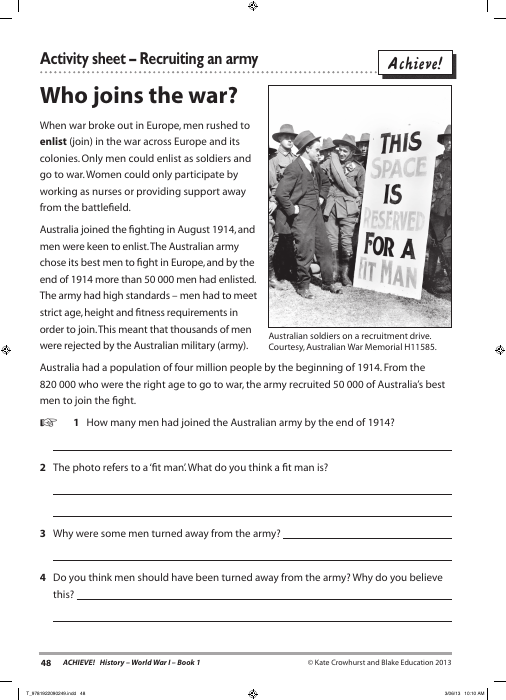 Activity sheet – Recruiting an army
Achieve!
Who joins the war?
When war broke out in Europe, men rushed to
enlist (join) in the war across Europe and its
colonies. Only men could enlist as soldiers and
go to war. Women could only participate by
working as nurses or providing support away
from the battlefield.
Australia joined the fighting in August 1914, and
men were keen to enlist. The Australian army
chose its best men to fight in Europe, and by the
end of 1914 more than 50 000 men had enlisted.
The army had high standards – men had to meet
strict age, height and fitness requirements in
order to join. This meant that thousands of men
were rejected by the Australian military (army).
THIS
SPACE
IS
RESERVED
FOR A
FIT MAN
Australian soldiers on a recruitment drive.
Courtesy, Australian War Memorial H11585.
Australia had a population of four million people by the beginning of 1914. From the
820 000 who were the right age to go to war, the army recruited 50 000 of Australia's best
men to join the fight.
1 How many men had joined the Australian army by the end of 1914?
2 The photo refers to a 'fit man'. What do you think a fit man is?
3 Why were some men turned away from the army?
4 Do you think men should have been turned away from the army? Why do you believe
this?
48 ACHIEVE! History – World War I – Book 1
© Kate Crowhurst and Blake Education 2013
T_9781922090249.indd 48
3/06/13 10:10 AM